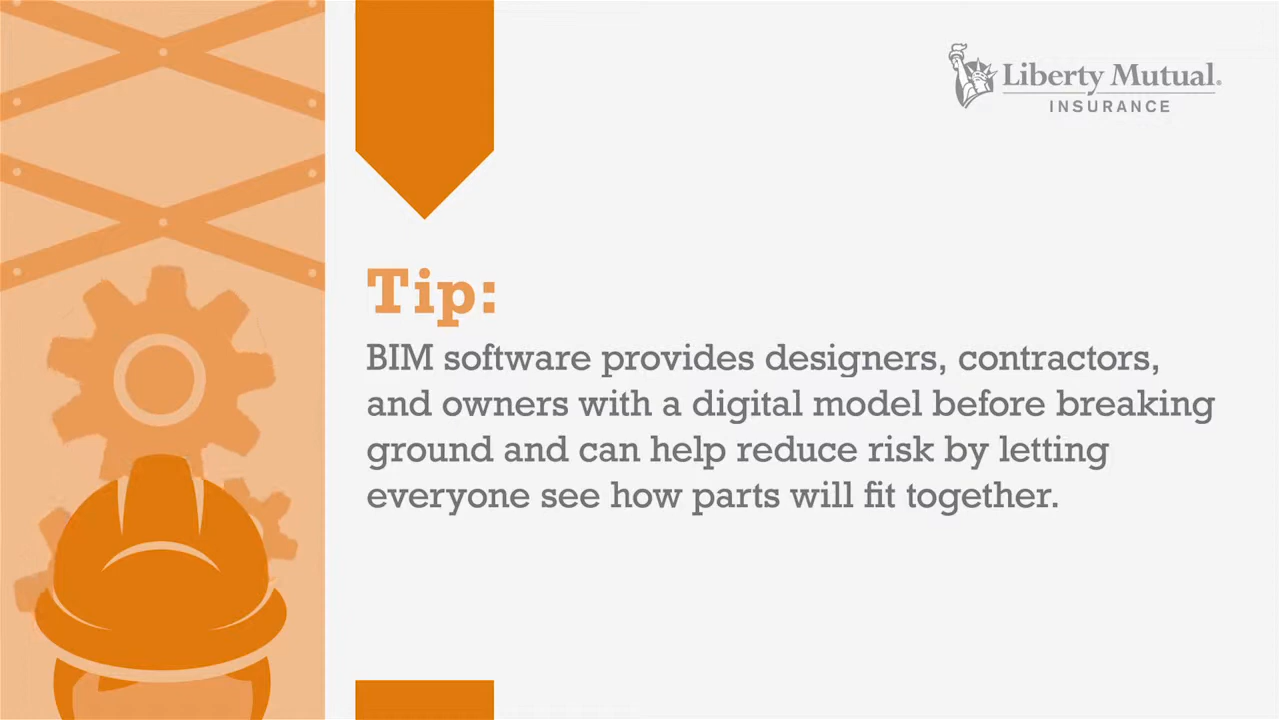 Liberty Mutual®
INSURANCE
Tip:
BIM software provides designers, contractors,
and owners with a digital model before breaking
ground and can help reduce risk by letting
everyone see how parts will fit together.